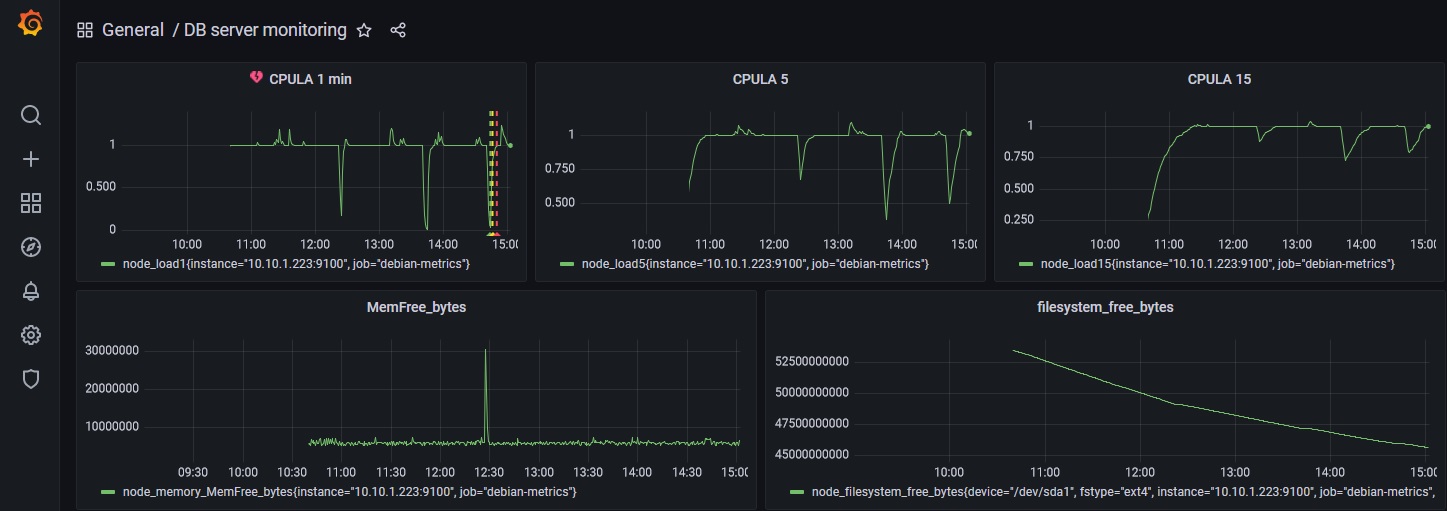 General / DB server monitoring
CPULA 1 min
1
0.500
0
10:00 11:00 12:00 13:00 14:00 15:00
node_load1{instance="10.10.1.223:9100", job="debian-metrics"}
CPULA 5
1
0.750
0.500
10:00 11:00 12:00 13:00 14:00 15:00
node_load5{instance="10.10.1.223:9100", job="debian-metrics"}
CPULA 15
1
0.750
0.500
0.250
10:00 11:00 12:00 13:00 14:00 15:00
node_load15{instance="10.10.1.223:9100", job="debian-metrics"}
MemFree_bytes
30000000
20000000
10000000
09:30 10:00 10:30 11:00 11:30 12:00 12:30 13:00 13:30 14:00 14:30 15:00
node_memory_MemFree_bytes{instance="10.10.1.223:9100", job="debian-metrics"}
filesystem_free_bytes
52500000000
50000000000
47500000000
45000000000
10:00 11:00 12:00 13:00 14:00 15:00
node_filesystem_free_bytes{device="/dev/sda1", fstype="ext4", instance="10.10.1.223:9100", job="debian-metrics",